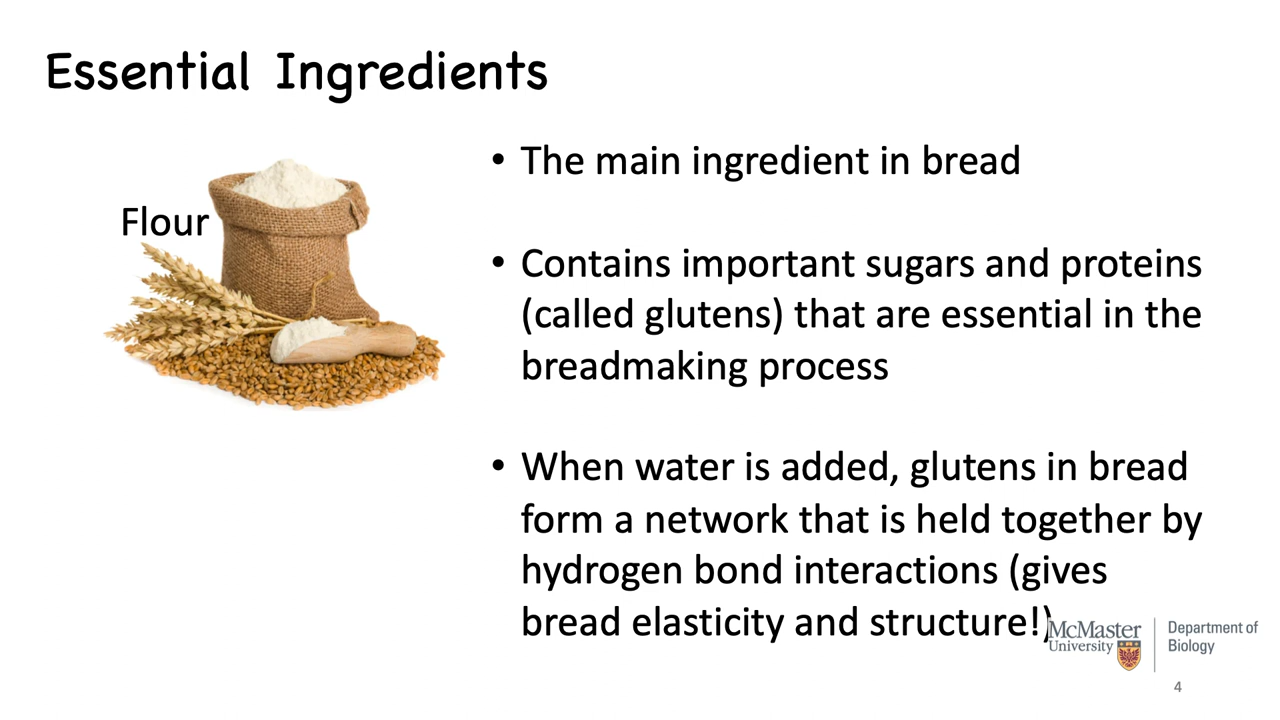 Essential Ingredients
Flour
• The main ingredient in bread
• Contains important sugars and proteins
(called glutens) that are essential in the
breadmaking process
• When water is added, glutens in bread
form a network that is held together by
hydrogen bond interactions (gives
bread elasticity and structure!)
McMaster
University
Department of
Biology
4